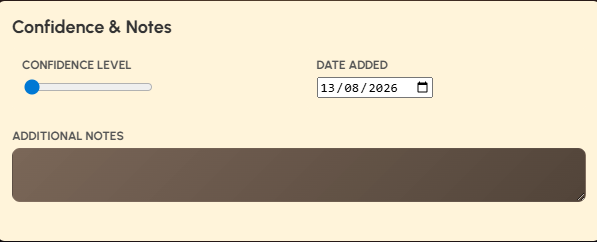 Confidence & Notes
CONFIDENCE LEVEL
DATE ADDED
13/08/2026
ADDITIONAL NOTES